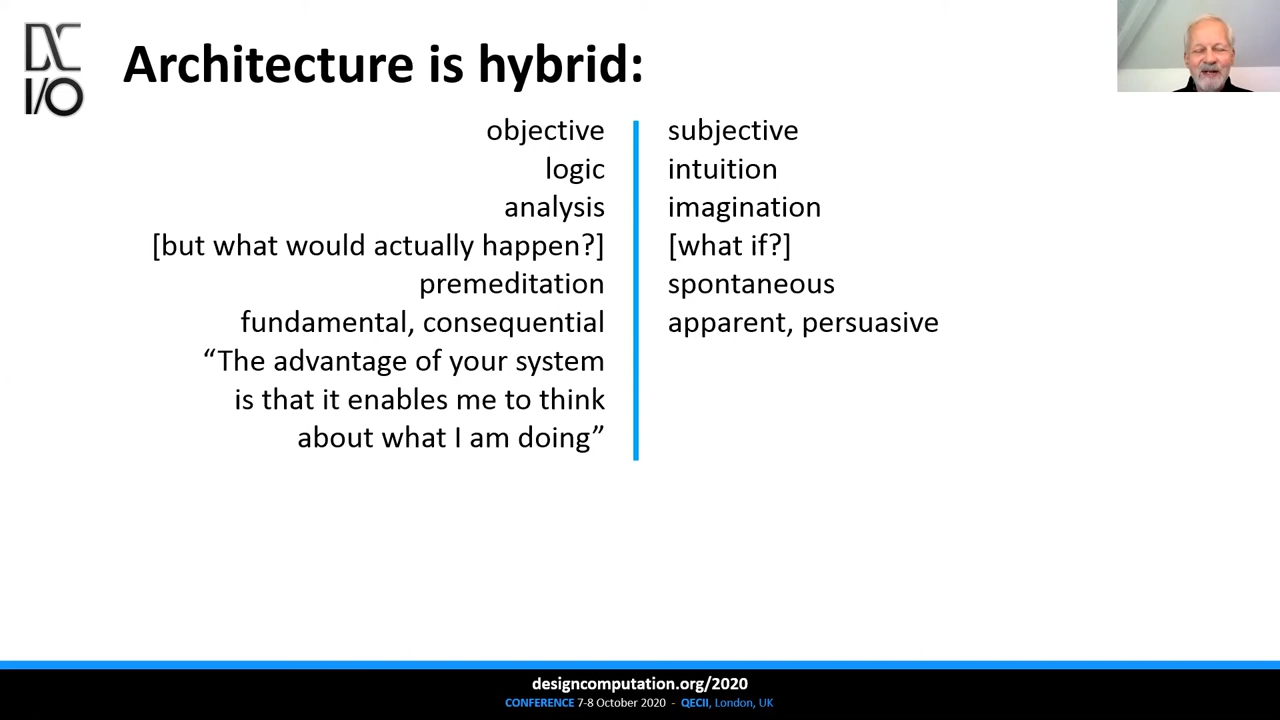 DC
I/O
Architecture is hybrid:
objective subjective
logic intuition
analysis imagination
[but what would actually happen?] [what if?]
premeditation spontaneous
fundamental, consequential apparent, persuasive
“The advantage of your system
is that it enables me to think
about what I am doing”
designcomputation.org/2020
CONFERENCE 7-8 October 2020 - QECII, London, UK